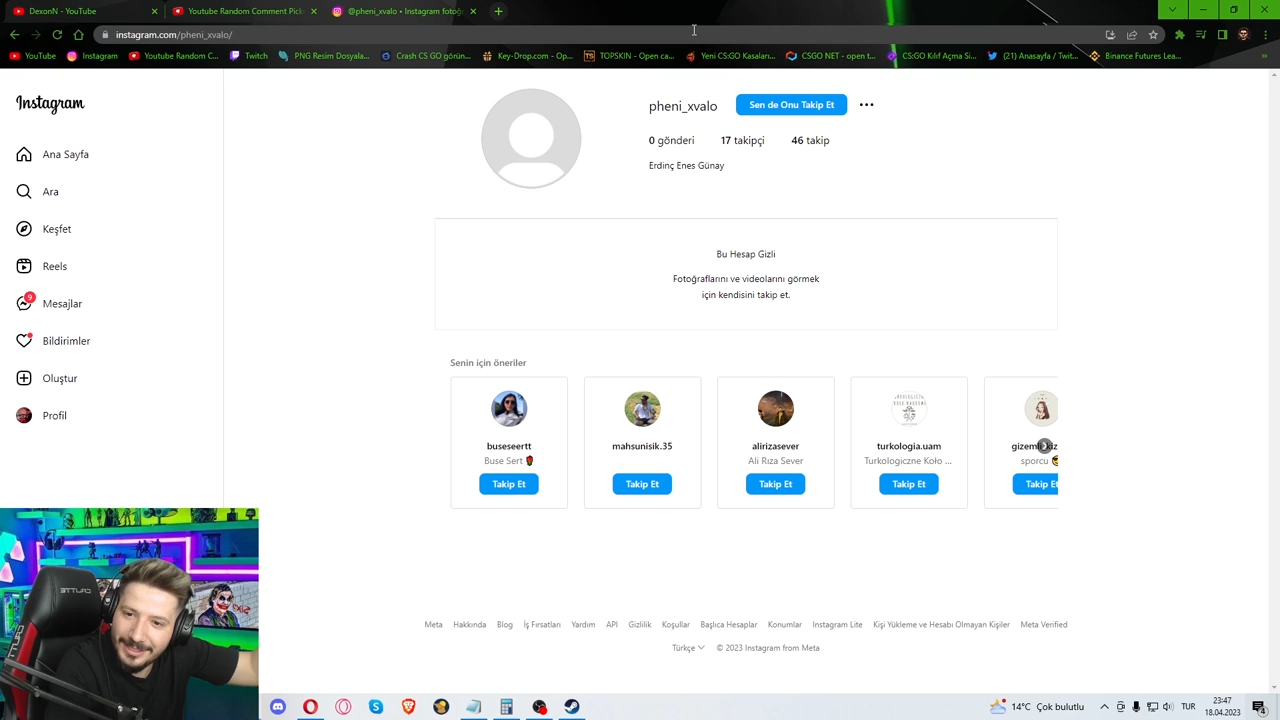 DexonN - YouTube
Youtube Random Comment Pick
@pheni_xvalo • Instagram fotoğ
instagram.com/pheni_xvalo/
YouTube
Instagram
Youtube Random C...
Twitch
PNG Resim Dosyala...
Crash CS GO görün...
Key-Drop.com - Op...
TOPSKIN - Open ca...
Yeni CS:GO Kasaları...
CSGO NET - open t...
CS:GO Kılıf Açma Si...
(21) Anasayfa / Twit...
Binance Futures Lea...
Instagram
Ana Sayfa
Ara
Keşfet
Reels
9
Mesajlar
Bildirimler
Oluştur
Profil
pheni_xvalo
Sen de Onu Takip Et
0 gönderi 17 takipçi 46 takip
Erdinç Enes Günay
Bu Hesap Gizli
Fotoğraflarını ve videolarını görmek
için kendisini takip et.
Senin için öneriler
buseseertt
Buse Sert
Takip Et
mahsunisik.35
Takip Et
alirizasever
Ali Rıza Sever
Takip Et
turkologia.uam
Turkologiczne Koło ...
Takip Et
sporcu
Takip Et
Meta Hakkında Blog İş Fırsatları Yardım API Gizlilik Koşullar Başlıca Hesaplar Konumlar Instagram Lite Kişi Yükleme ve Hesabı Olmayan Kişiler Meta Verified
Türkçe © 2023 Instagram from Meta
14°C Çok bulutlu
TUR
23:47
18.04.2023